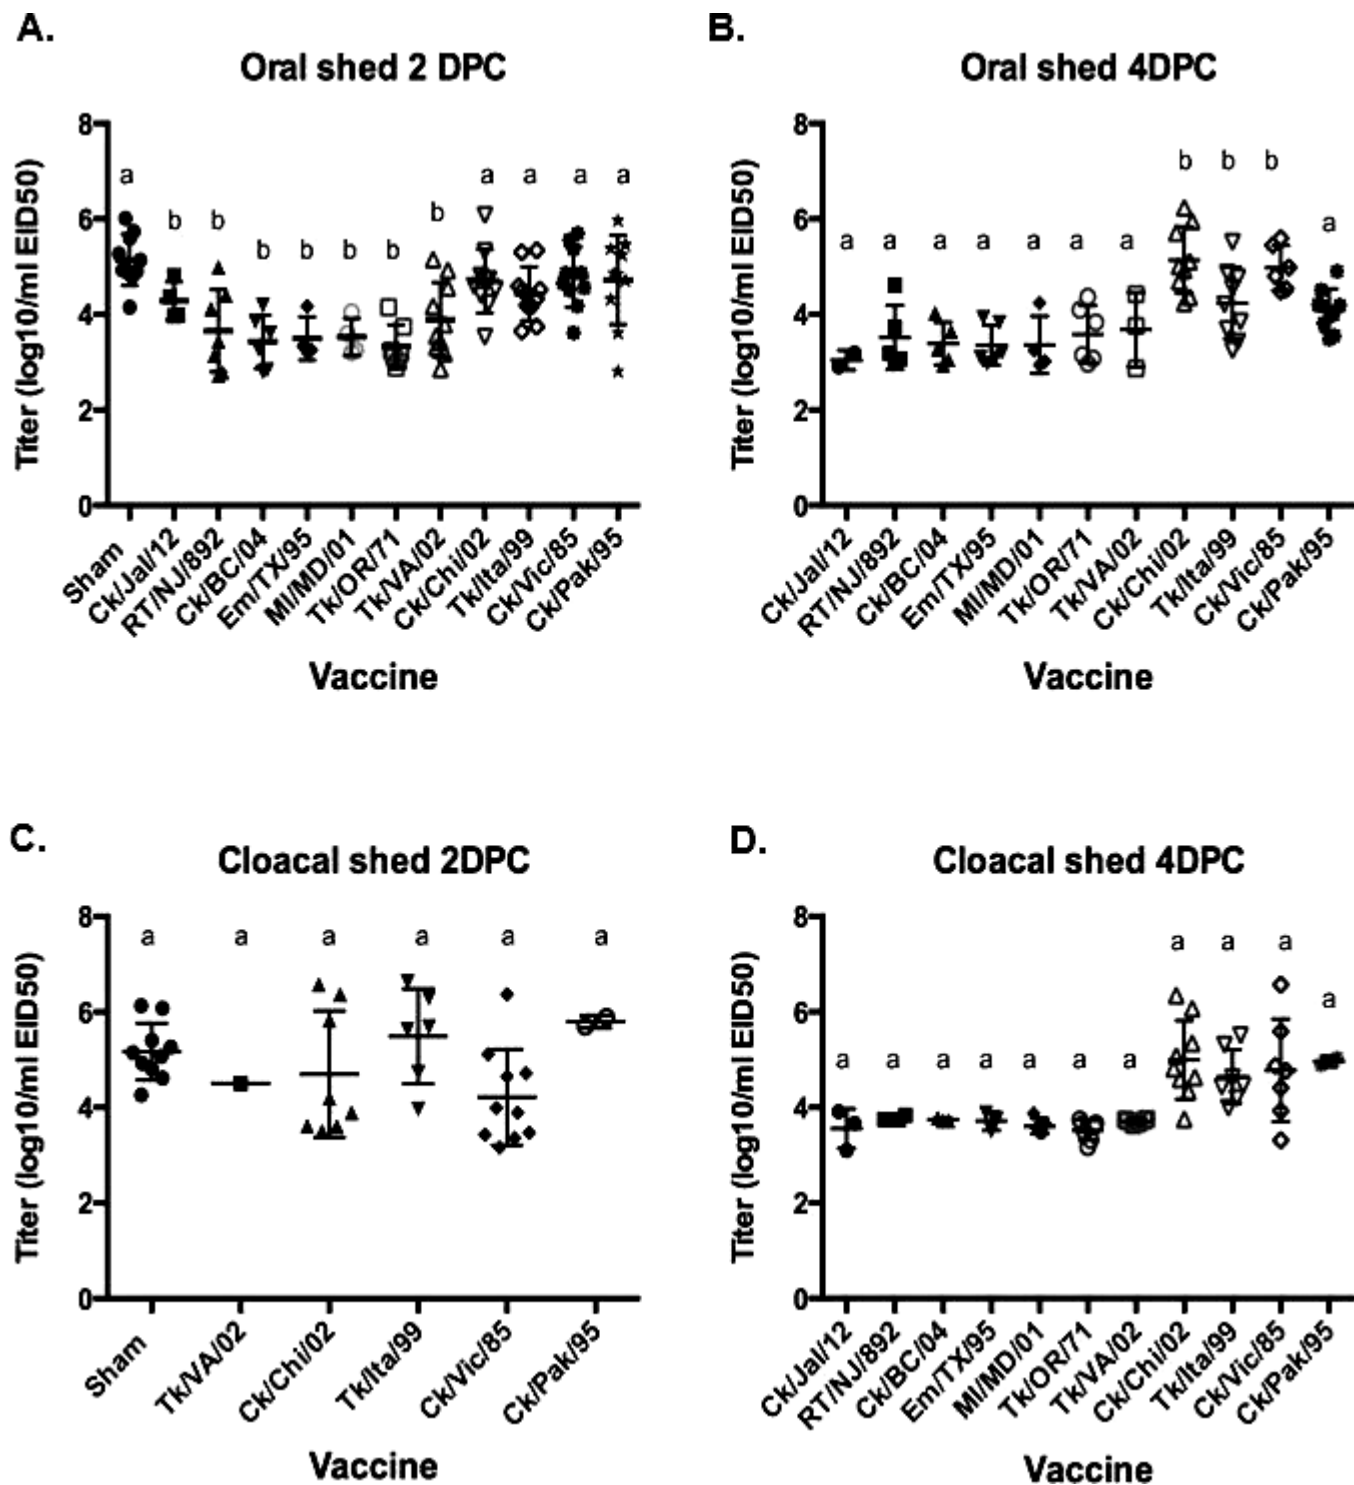 A.
Oral shed 2 DPC
Titer (log10/ml EID50)
8
6
4
2
0
a
b
b
b
b
b
b
b
a
a
a
a
Sham
Ck/Jal/12
RT/NJ/892
Ck/BC/04
Em/TX/95
Ml/MD/01
Tk/OR/71
Tk/VA/02
Ck/Chi/02
Tk/Ita/99
Ck/Vic/85
Ck/Pak/95
Vaccine
B.
Oral shed 4DPC
Titer (log10/ml EID50)
8
6
4
2
0
a
a
a
a
a
a
a
b
b
b
a
Ck/Jal/12
RT/NJ/892
Ck/BC/04
Em/TX/95
Ml/MD/01
Tk/OR/71
Tk/VA/02
Ck/Chi/02
Tk/Ita/99
Ck/Vic/85
Ck/Pak/95
Vaccine
C.
Cloacal shed 2DPC
Titer (log10/ml EID50)
8
6
4
2
0
a
a
a
a
a
a
Sham
Tk/V/A/02
Ck/Chi/02
Tk/Ita/99
Ck/Vic/85
Ck/Pak/95
Vaccine
D.
Cloacal shed 4DPC
Titer (log10/ml EID50)
8
6
4
2
0
a
a
a
a
a
a
a
a
a
a
a
Ck/Jal/12
RT/NJ/892
Ck/BC/04
Em/TX/95
Ml/MD/01
Tk/OR/71
Tk/VA/02
Ck/Chi/02
Tk/Ita/99
Ck/Vic/85
Ck/Pak/95
Vaccine